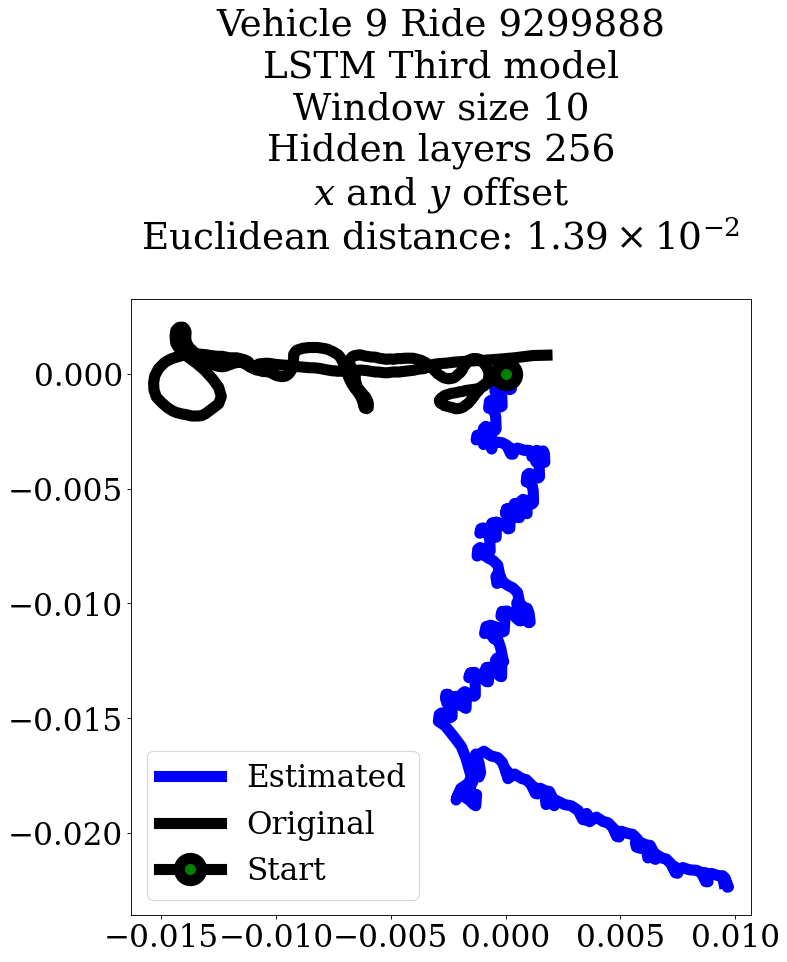 Vehicle 9 Ride 9299888
LSTM Third model
Window size 10
Hidden layers 256
x and y offset
Euclidean distance: 1.39 × 10⁻²
0.000
−0.005
−0.010
−0.015
−0.020
Estimated
Original
Start
−0.015 −0.010 −0.005 0.000 0.005 0.010